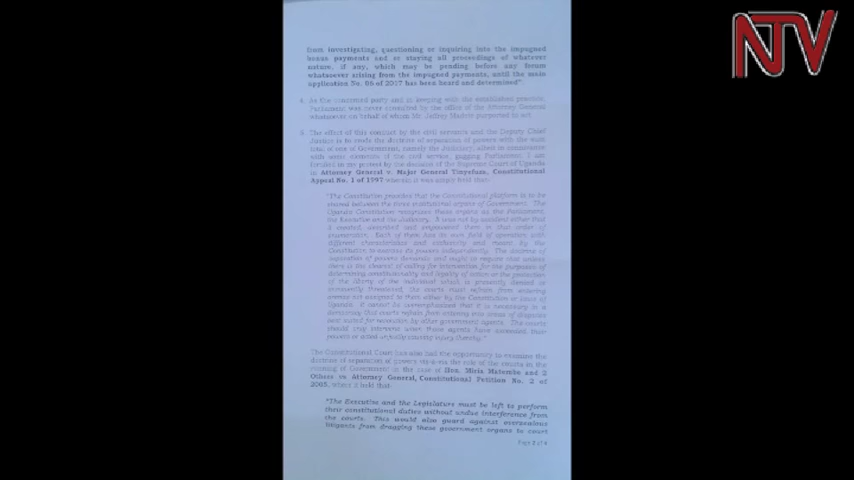 NTV
from investigating, questioning or inquiring into the impugned
bonus payments and or staying all proceedings of whatever
nature, if any, which may be pending before any forum
whatsoever arising from the impugned payments, until the main
application No. 06 of 2017 has been heard and determined"
4. As the concerned party and in keeping with the established practice,
Parliament was never consulted by the office of the Attorney General
whatsoever on behalf of whom Mr. Jeffrey purported to act
5. The effect of this conduct by the civil servants and the Deputy Chief
Justice is to erode the doctrine of separation of powers with the
one of Government, namely the Judiciary, albeit in connivance
with some elements of the civil service, gagging Parliament. I am
fortified in my protest by the decision of the Supreme Court of Uganda
in Attorney General v. Major General Tinyefuza, Constitutional
Appeal No. 1 of 1997 wherein it was held that:
"The Constitution provides that the Constitutional platform is to be
shared between the three institutional organs of Government. The
Uganda Constitution recognises these organs as the Parliament,
the Executive and the Judiciary. It was not by accident either that
it created, described and empowered them in that order of
enumeration. Each of them has its own field of operation with
different characteristics and exclusivity and meant by the
Constitution to exercise its powers independently. The doctrine of
separation of powers demands and ought to require that unless
there is the clearest of calling for intervention for the purposes of
determining constitutionality and legality of action or the protection
of the liberty of the individual which is presently denied or
imminently threatened, the courts must refrain from entering
arenas not assigned to them either by the Constitution or laws of
Uganda. It cannot be overemphasized that it is necessary in a
democracy that courts refrain from entering into areas of disputes
best suited for resolution by other government agents. The courts
should only intervene when those agents have exceeded their
powers or acted unjustly causing injury thereby."
The Constitutional Court has also had the opportunity to examine the
doctrine of separation of powers vis-a-vis the role of the courts in the
running of Government in the case of Hon. Miria Matembe and 2
Others vs Attorney General, Constitutional Petition No. 2 of
2005, where it held that
"The Executive and the Legislature must be left to perform
their constitutional duties without undue interference from
the courts. This would also guard against overzealous
litigants from dragging these government organs to court
Page 2 of 4